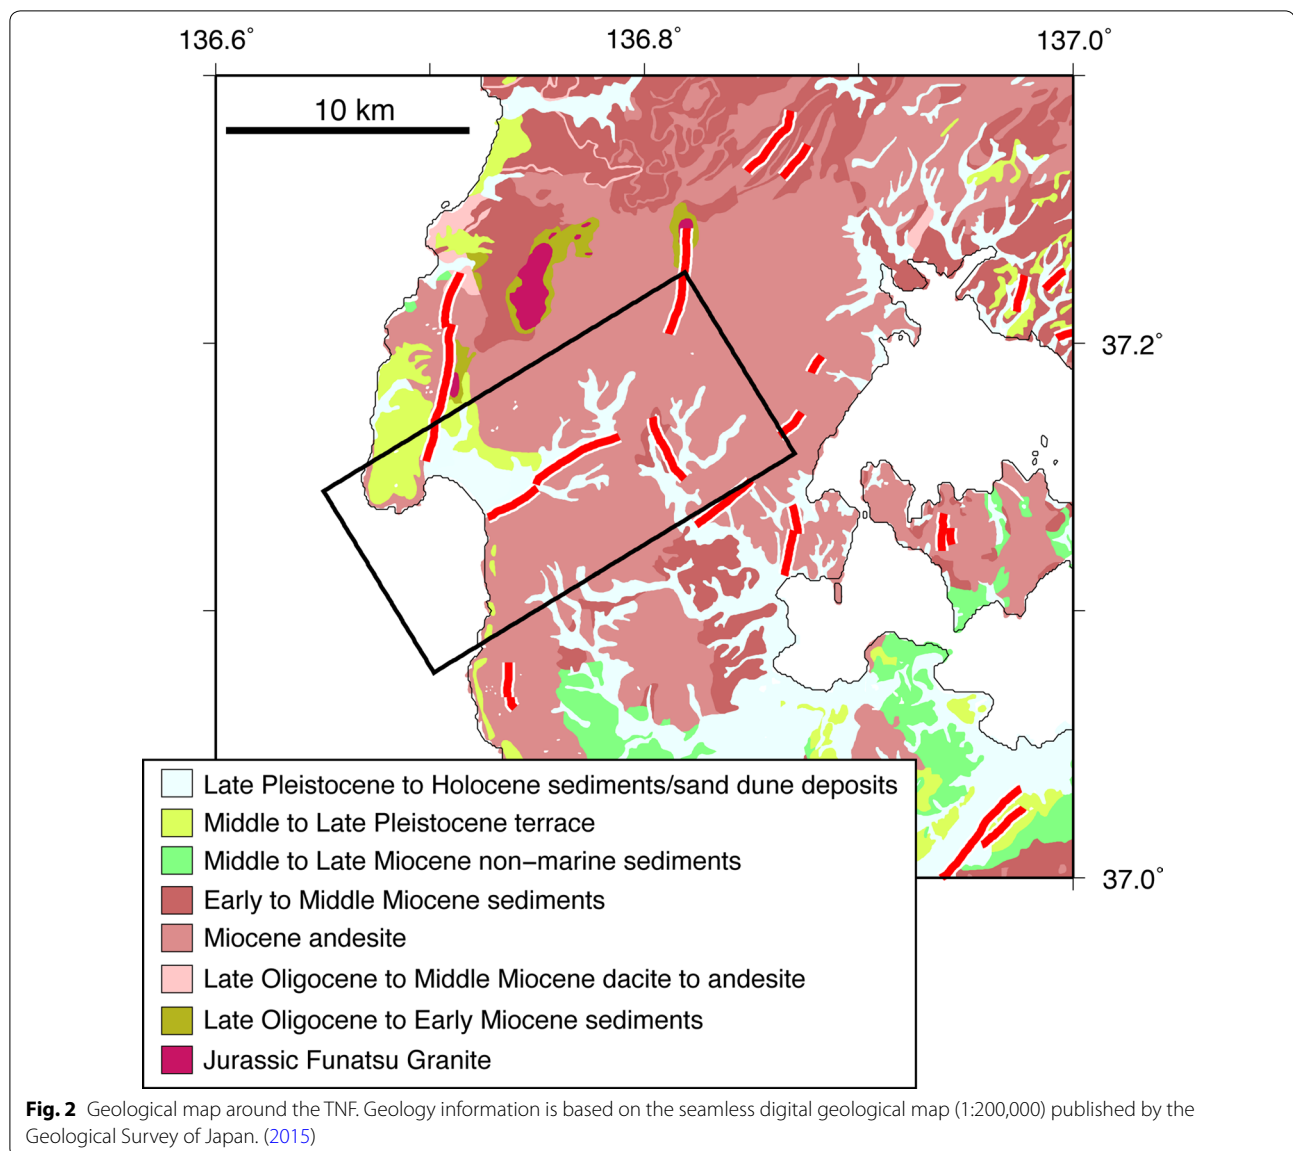 136.6°
136.8°
137.0°
10 km
37.2°
37.0°
Late Pleistocene to Holocene sediments/sand dune deposits
Middle to Late Pleistocene terrace
Middle to Late Miocene non−marine sediments
Early to Middle Miocene sediments
Miocene andesite
Late Oligocene to Middle Miocene dacite to andesite
Late Oligocene to Early Miocene sediments
Jurassic Funatsu Granite
Fig. 2 Geological map around the TNF. Geology information is based on the seamless digital geological map (1:200,000) published by the
Geological Survey of Japan. (2015)